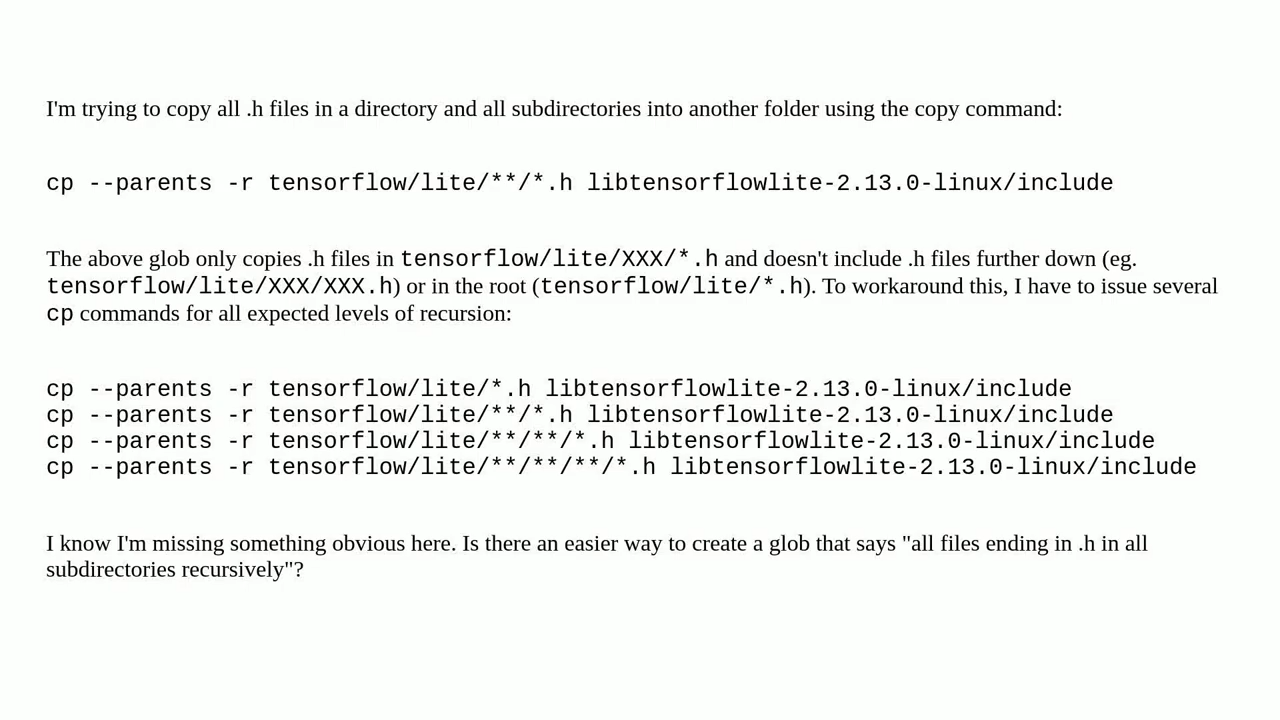 I'm trying to copy all .h files in a directory and all subdirectories into another folder using the copy command:
cp --parents -r tensorflow/lite/**/*.h libtensorflowlite-2.13.0-linux/include
The above glob only copies .h files in tensorflow/lite/XXX/*.h and doesn't include .h files further down (eg.
tensorflow/lite/XXX/XXX.h) or in the root (tensorflow/lite/*.h). To workaround this, I have to issue several
cp commands for all expected levels of recursion:
cp --parents -r tensorflow/lite/*.h libtensorflowlite-2.13.0-linux/include
cp --parents -r tensorflow/lite/**/*.h libtensorflowlite-2.13.0-linux/include
cp --parents -r tensorflow/lite/**/**/*.h libtensorflowlite-2.13.0-linux/include
cp --parents -r tensorflow/lite/**/**/**/*.h libtensorflowlite-2.13.0-linux/include
I know I'm missing something obvious here. Is there an easier way to create a glob that says "all files ending in .h in all
subdirectories recursively"?